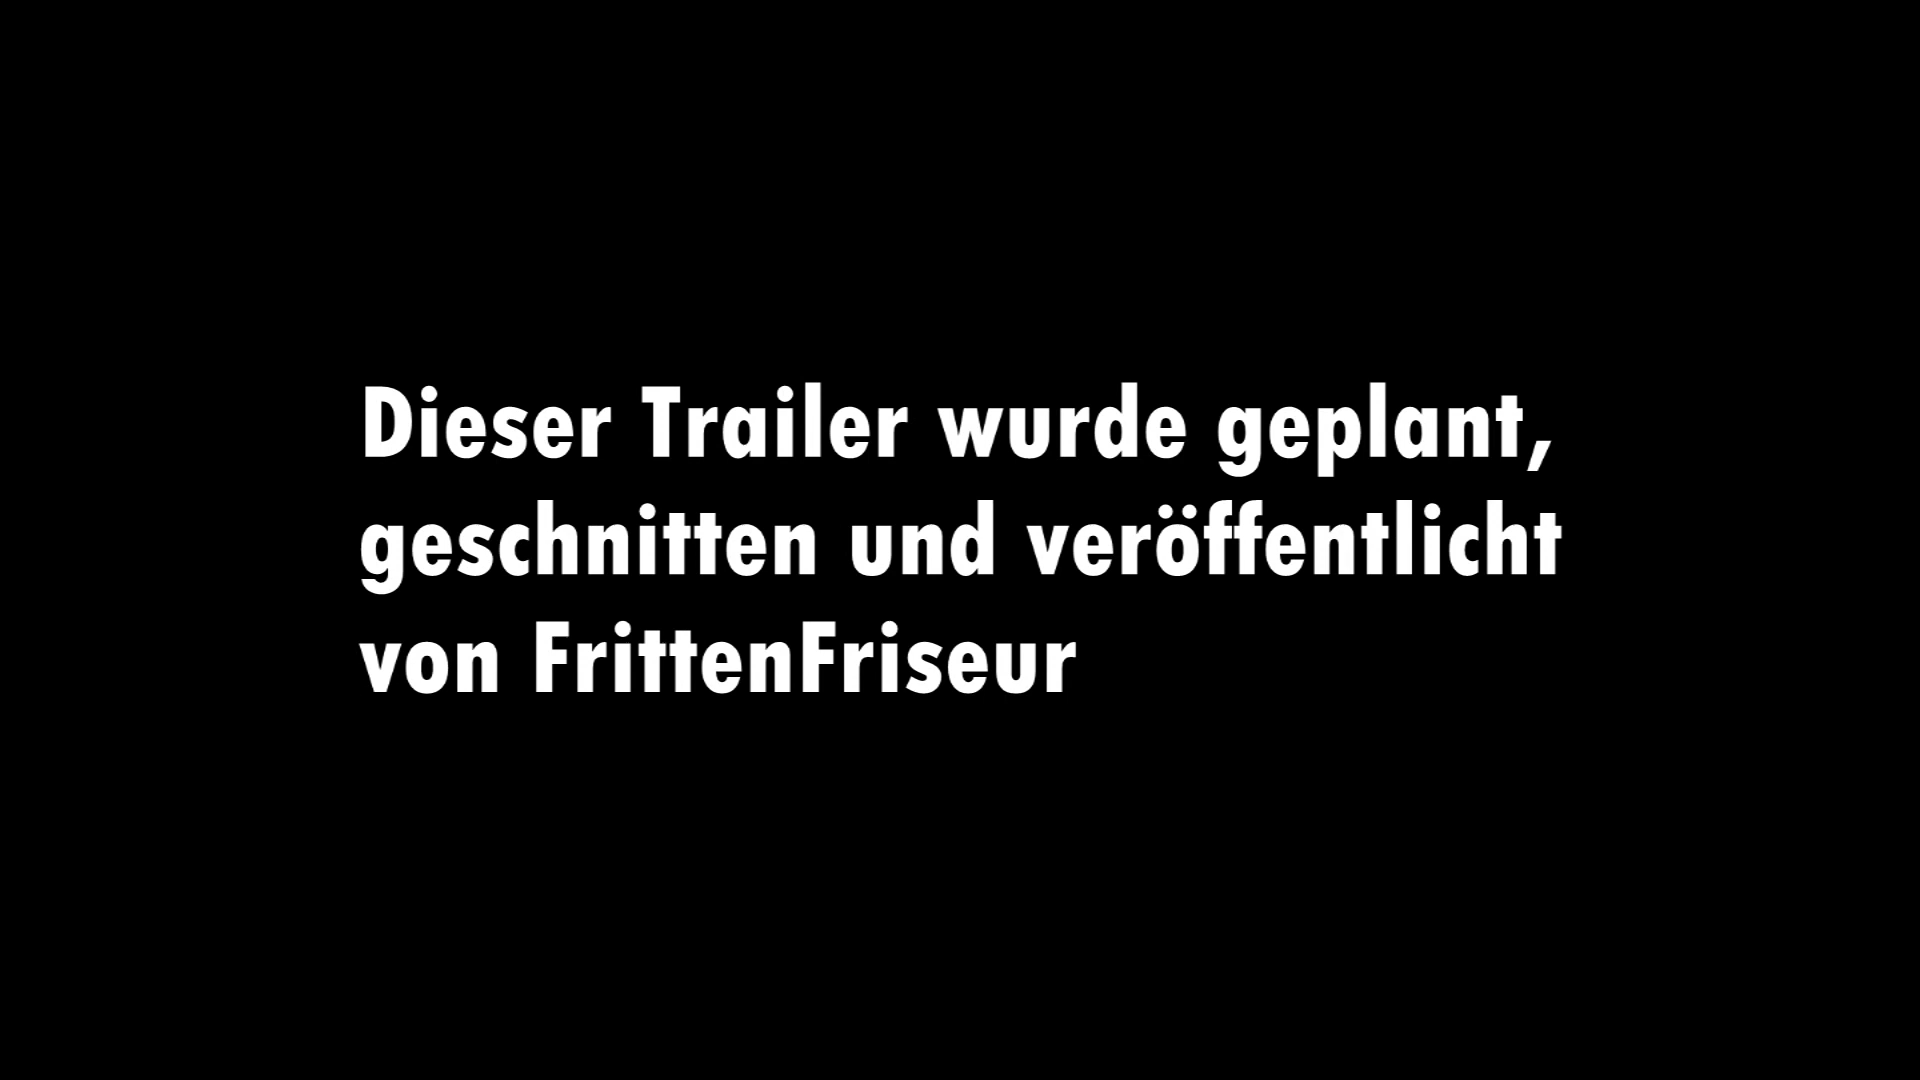 Dieser Trailer wurde geplant,
geschnitten und veröffentlicht
von FrittenFriseur